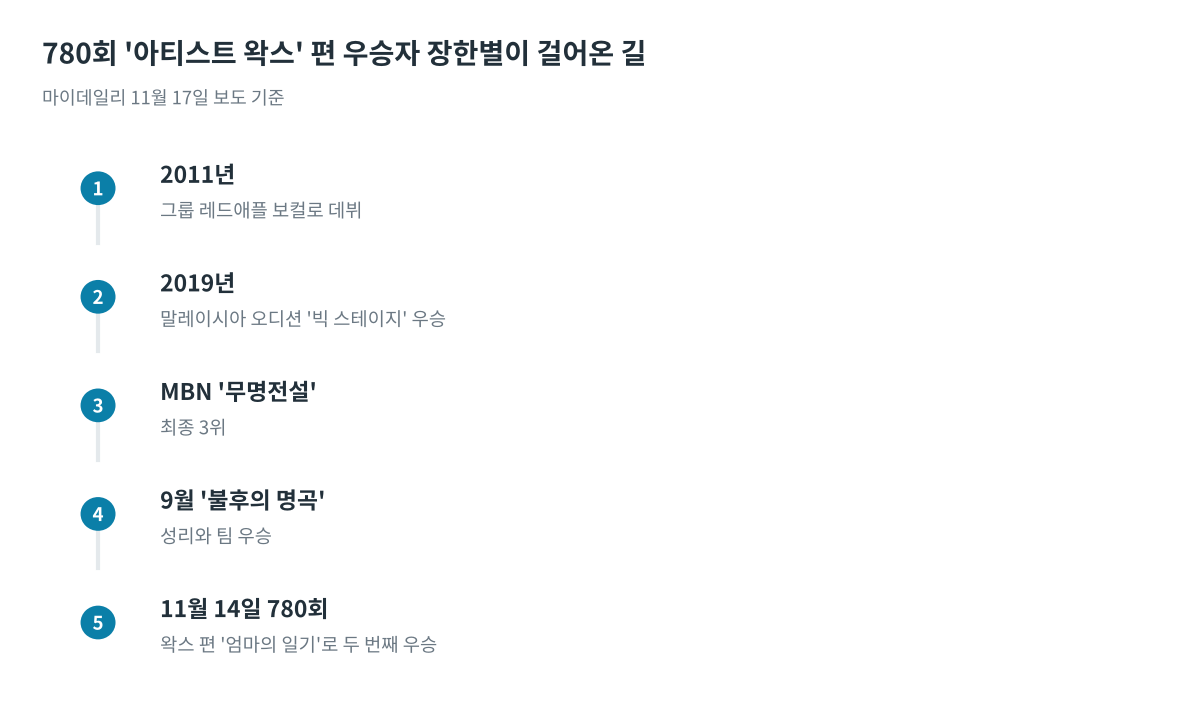 780회 '아티스트 왁스' 편 우승자 장한별이 걸어온 길
마이데일리 11월 17일 보도 기준
1
2011년
그룹 레드애플 보컬로 데뷔
2
2019년
말레이시아 오디션 '빅 스테이지' 우승
3
MBN '무명전설'
최종 3위
4
9월 '불후의 명곡'
성리와 팀 우승
5
11월 14일 780회
왁스 편 '엄마의 일기'로 두 번째 우승